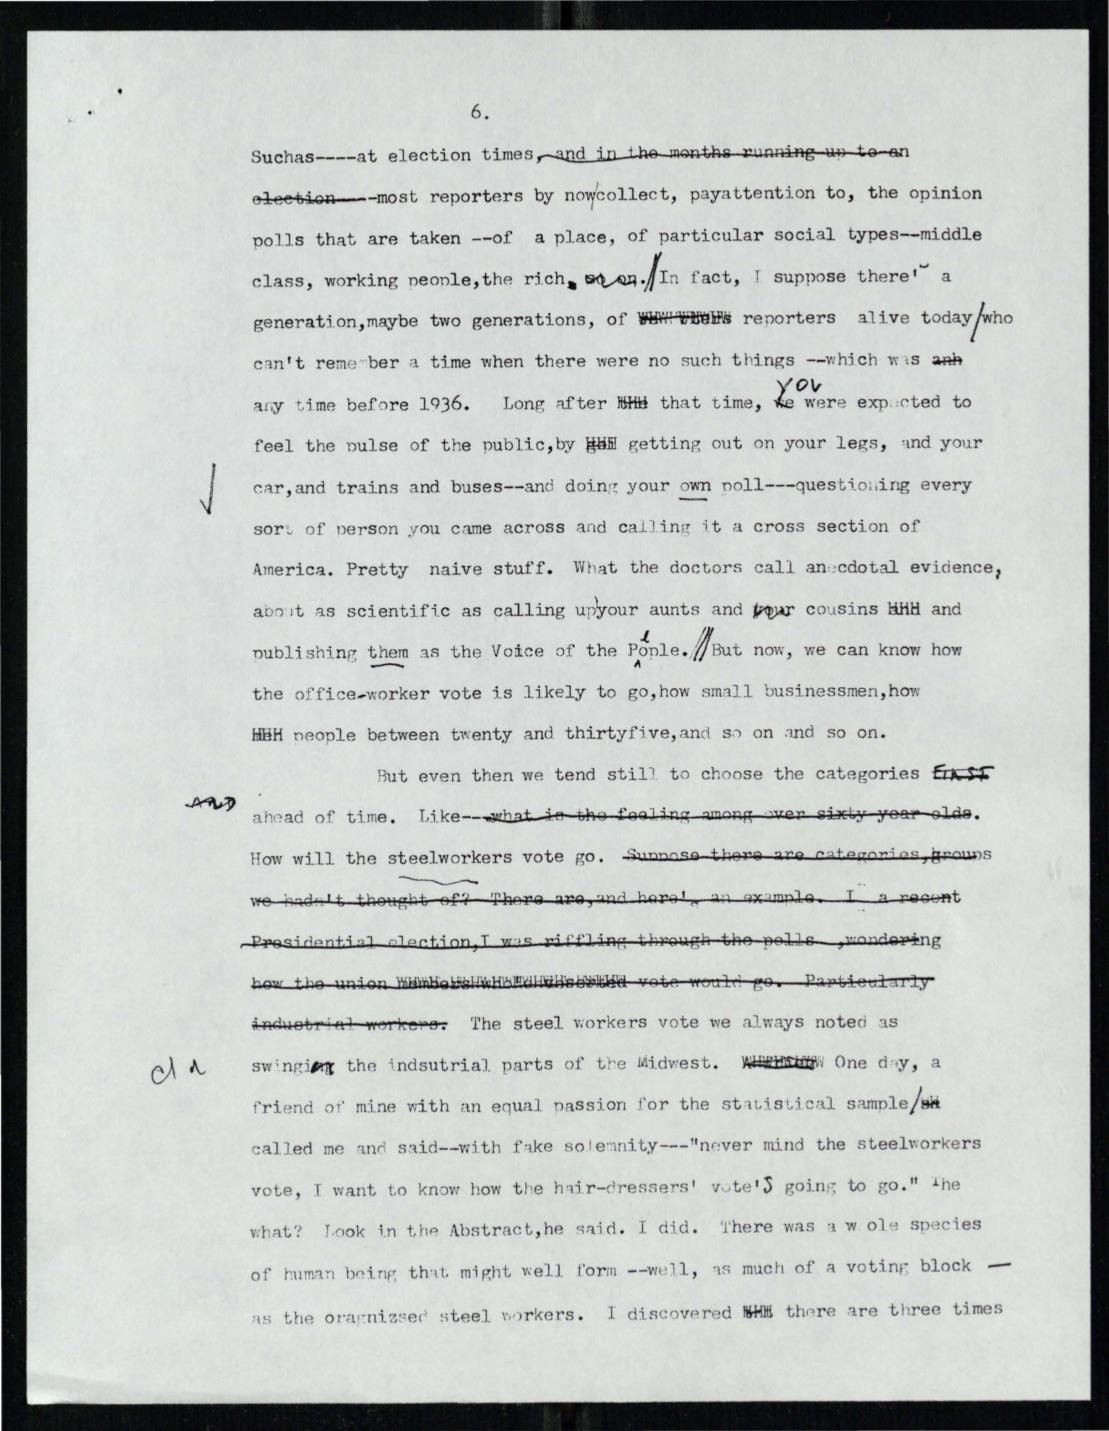 6.
Suchas----at election times, and in the months running up to an
election----most reporters by now/collect, payattention to, the opinion
polls that are taken --of a place, of particular social types--middle
class, working people,the rich, so on.//In fact, I suppose there' a
generation,maybe two generations, of reporters alive today/who
can't remember a time when there were no such things --which was anh
any time before 1936. Long after HHH that time, you were expected to
feel the pulse of the public,by getting out on your legs, and your
car,and trains and buses--and doing your own poll---questioning every
sort of person you came across and calling it a cross section of
America. Pretty naive stuff. What the doctors call anecdotal evidence,
about as scientific as calling up your aunts and your cousins HHH and
publishing them as the Voice of the People.//But now, we can know how
the office-worker vote is likely to go,how small businessmen,how
HHH people between twenty and thirtyfive,and so on and so on.
But even then we tend still to choose the categories FIRST
AND
ahead of time. Like---what is the feeling among over sixty year olds.
How will the steelworkers vote go. Suppose there are categories,groups
we hadn't thought of? There are,and here' an example. I a recent
Presidential election,I was riffling through the polls ,wondering
how the union vote would go. Particularly
industrial workers. The steel workers vote we always noted as
swinging the indsutrial parts of the Midwest. One day, a
friend of mine with an equal passion for the statistical sample/
called me and said--with fake solemnity---"never mind the steelworkers
vote, I want to know how the hair-dressers' vote'S going to go." The
what? Look in the Abstract,he said. I did. There was a w ole species
of human being that might well form --well, as much of a voting block —
as the oragnizsed steel workers. I discovered HHH there are three times